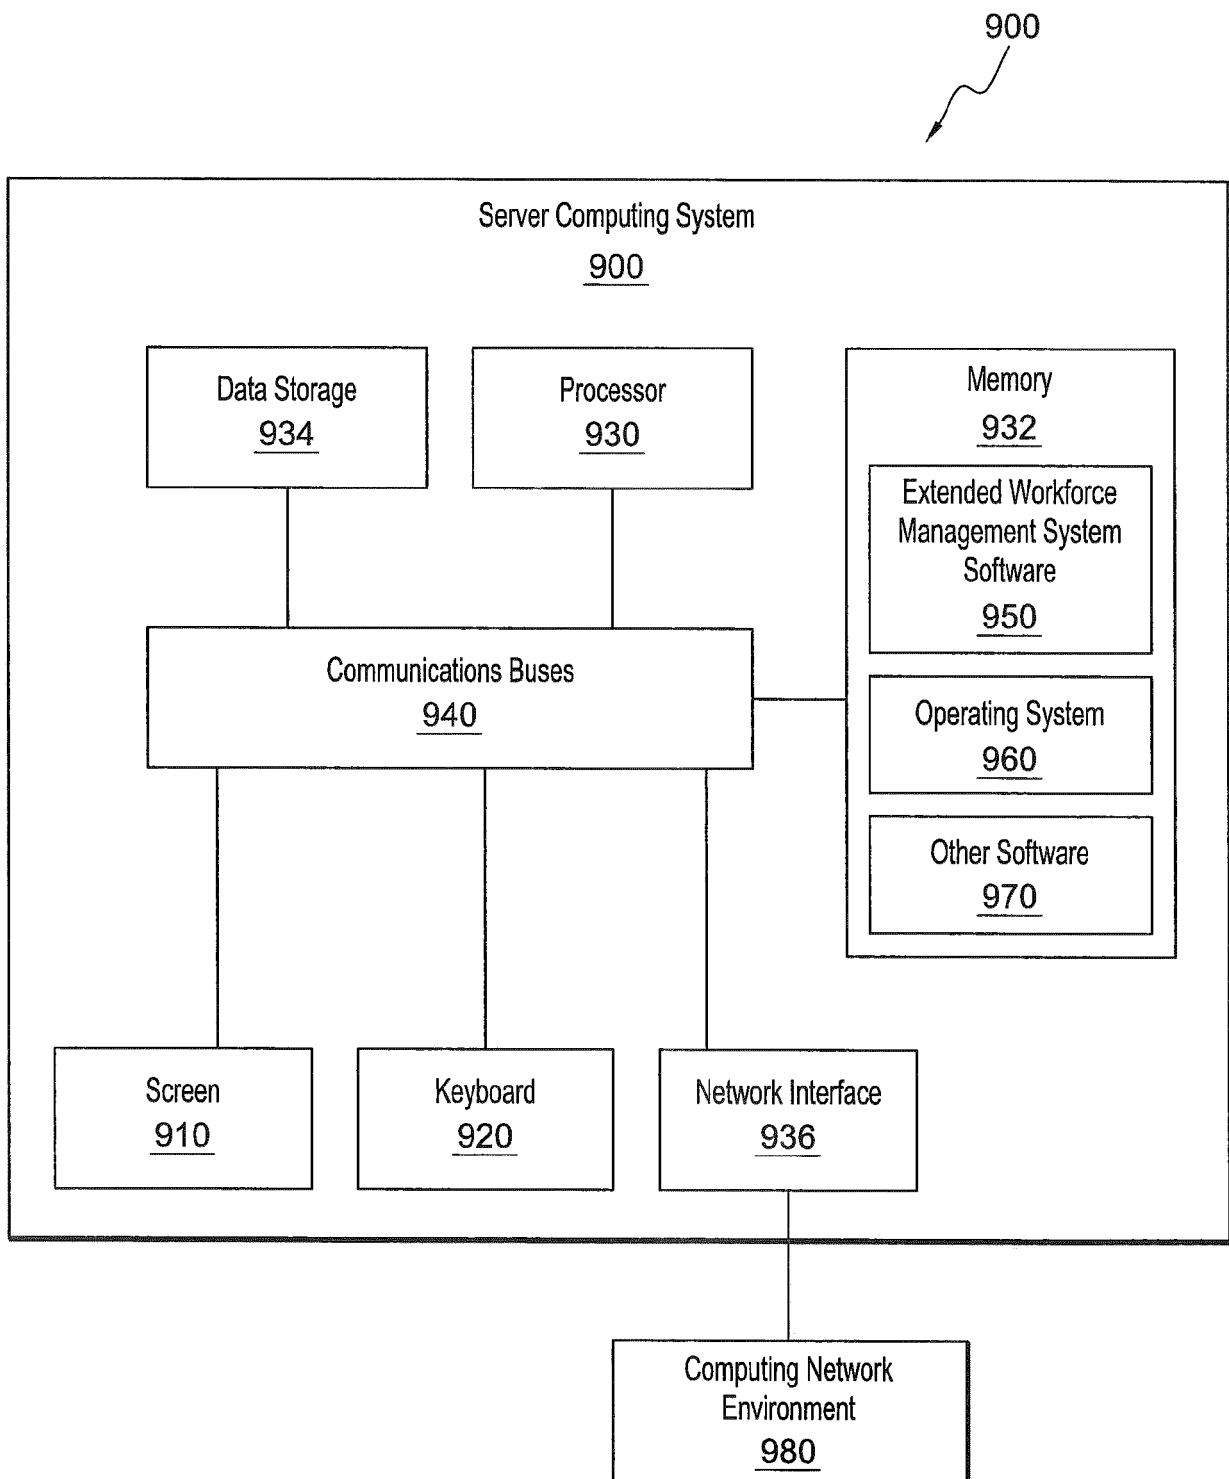 900
Server Computing System
900
Data Storage
934
Processor
930
Memory
932
Extended Workforce
Management System
Software
950
Communications Buses
940
Operating System
960
Other Software
970
Screen
910
Keyboard
920
Network Interface
936
Computing Network
Environment
980